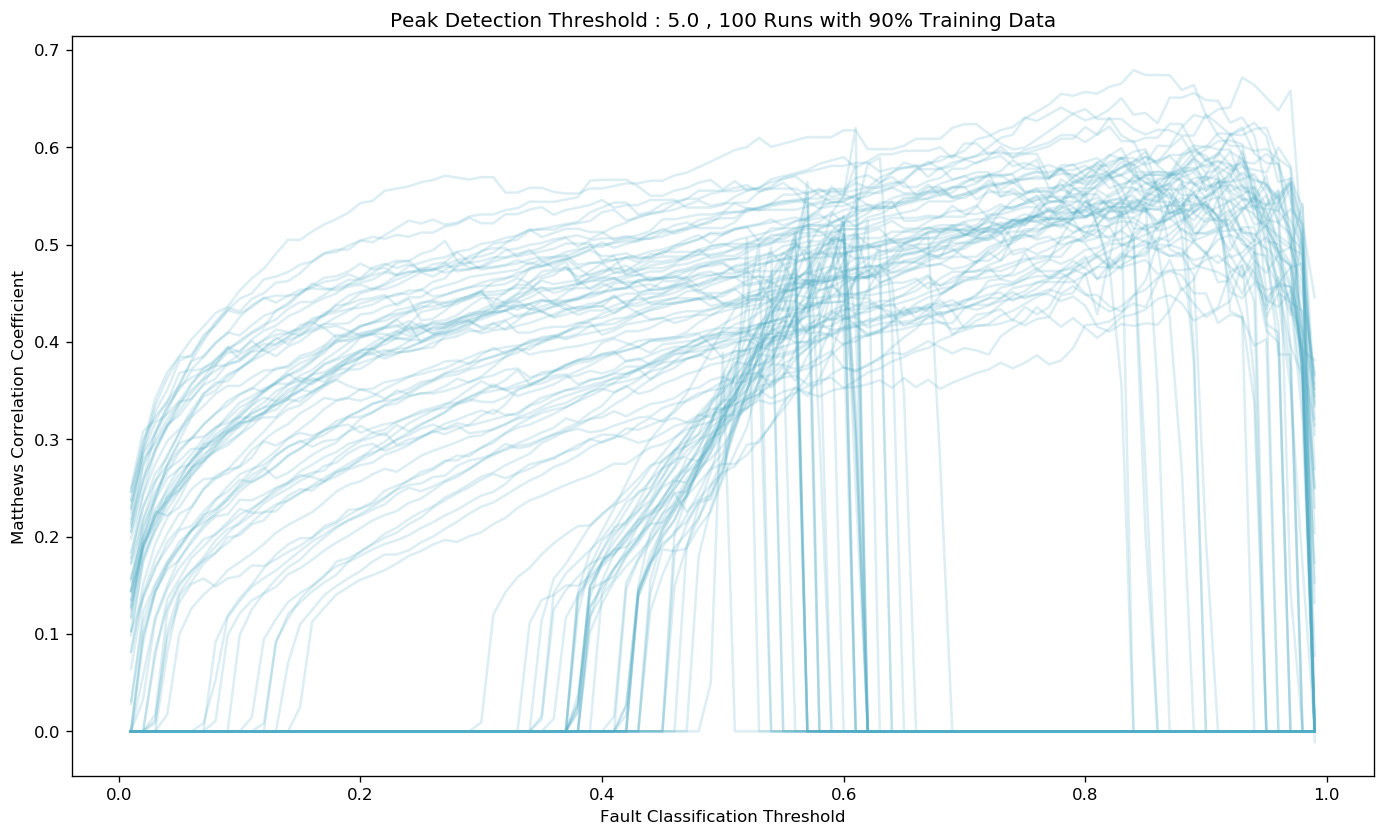 Peak Detection Threshold : 5.0 , 100 Runs with 90% Training Data
Matthews Correlation Coefficient
0.7
0.6
0.5
0.4
0.3
0.2
0.1
0.0
0.0 0.2 0.4 0.6 0.8 1.0
Fault Classification Threshold